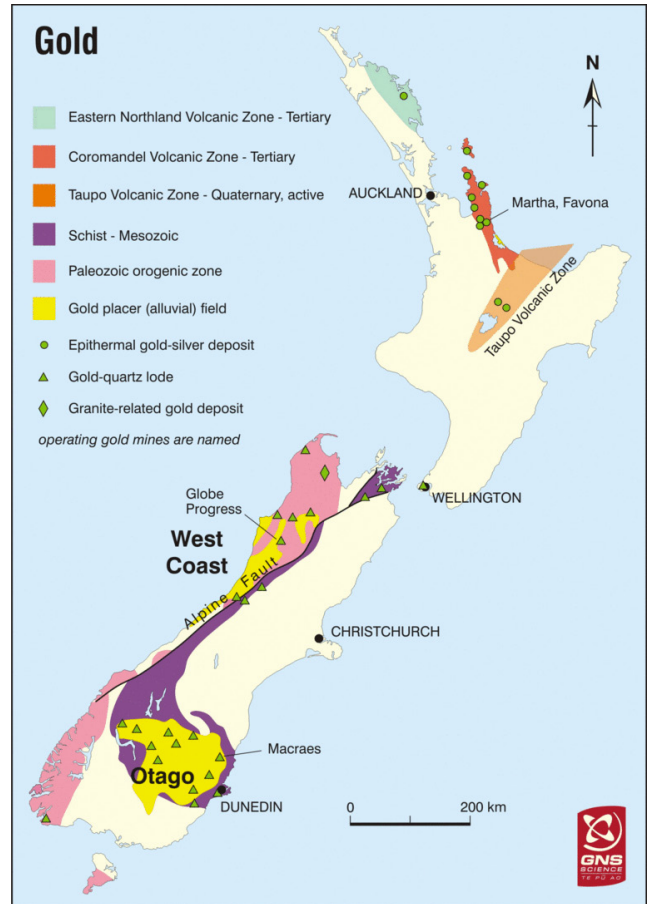 Gold
N
Eastern Northland Volcanic Zone - Tertiary
Coromandel Volcanic Zone - Tertiary
Taupo Volcanic Zone - Quaternary, active
Schist - Mesozoic
Paleozoic orogenic zone
Gold placer (alluvial) field
Epithermal gold-silver deposit
Gold-quartz lode
Granite-related gold deposit
operating gold mines are named
AUCKLAND
Martha, Favona
Taupo Volcanic Zone
WELLINGTON
Globe
Progress
West
Coast
Alpine Fault
CHRISTCHURCH
Macraes
Otago
DUNEDIN
0 200 km
GNS
SCIENCE
TE PŪ AO